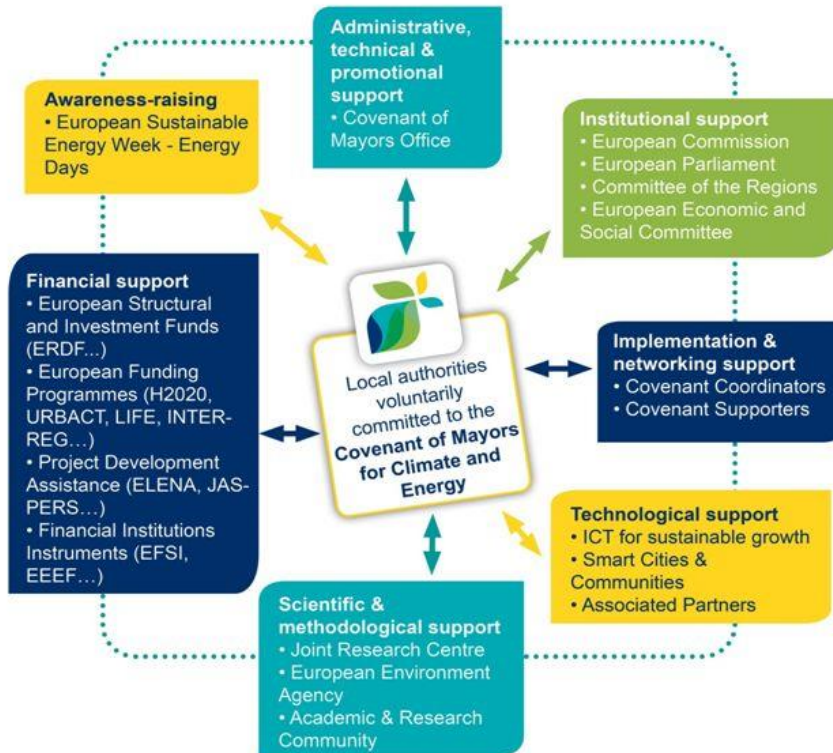 Administrative,
technical &
promotional
support
• Covenant of
Mayors Office
Awareness-raising
• European Sustainable
Energy Week - Energy
Days
Institutional support
• European Commission
• European Parliament
• Committee of the Regions
• European Economic and
Social Committee
Financial support
• European Structural
and Investment Funds
(ERDF...)
• European Funding
Programmes (H2020,
URBACT, LIFE, INTER-
REG...)
• Project Development
Assistance (ELENA, JAS-
PERS...)
• Financial Institutions
Instruments (EFSI,
EEEF...)
Local authorities
voluntarily
committed to the
Covenant of Mayors
for Climate and
Energy
Implementation &
networking support
• Covenant Coordinators
• Covenant Supporters
Technological support
• ICT for sustainable growth
• Smart Cities &
Communities
• Associated Partners
Scientific &
methodological support
• Joint Research Centre
• European Environment
Agency
• Academic & Research
Community